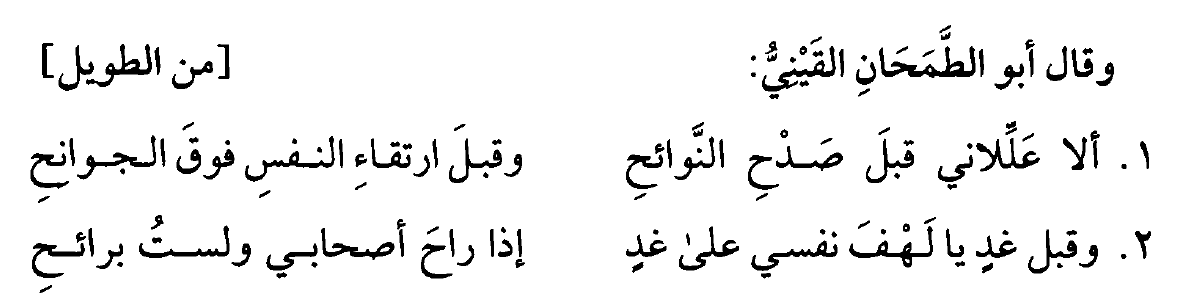 وقال أبو الطَّمَحَانِ القَيْنِيُّ: [من الطويل]
١. ألا عَلِّلاني قبلَ صَدْحِ النَّوائحِ وقبلَ ارتقاءِ النفسِ فوقَ الجوانحِ
٢. وقبل غدٍ يا لَهْفَ نفسي على غدٍ إذا راحَ أصحابي ولستُ برائحِ